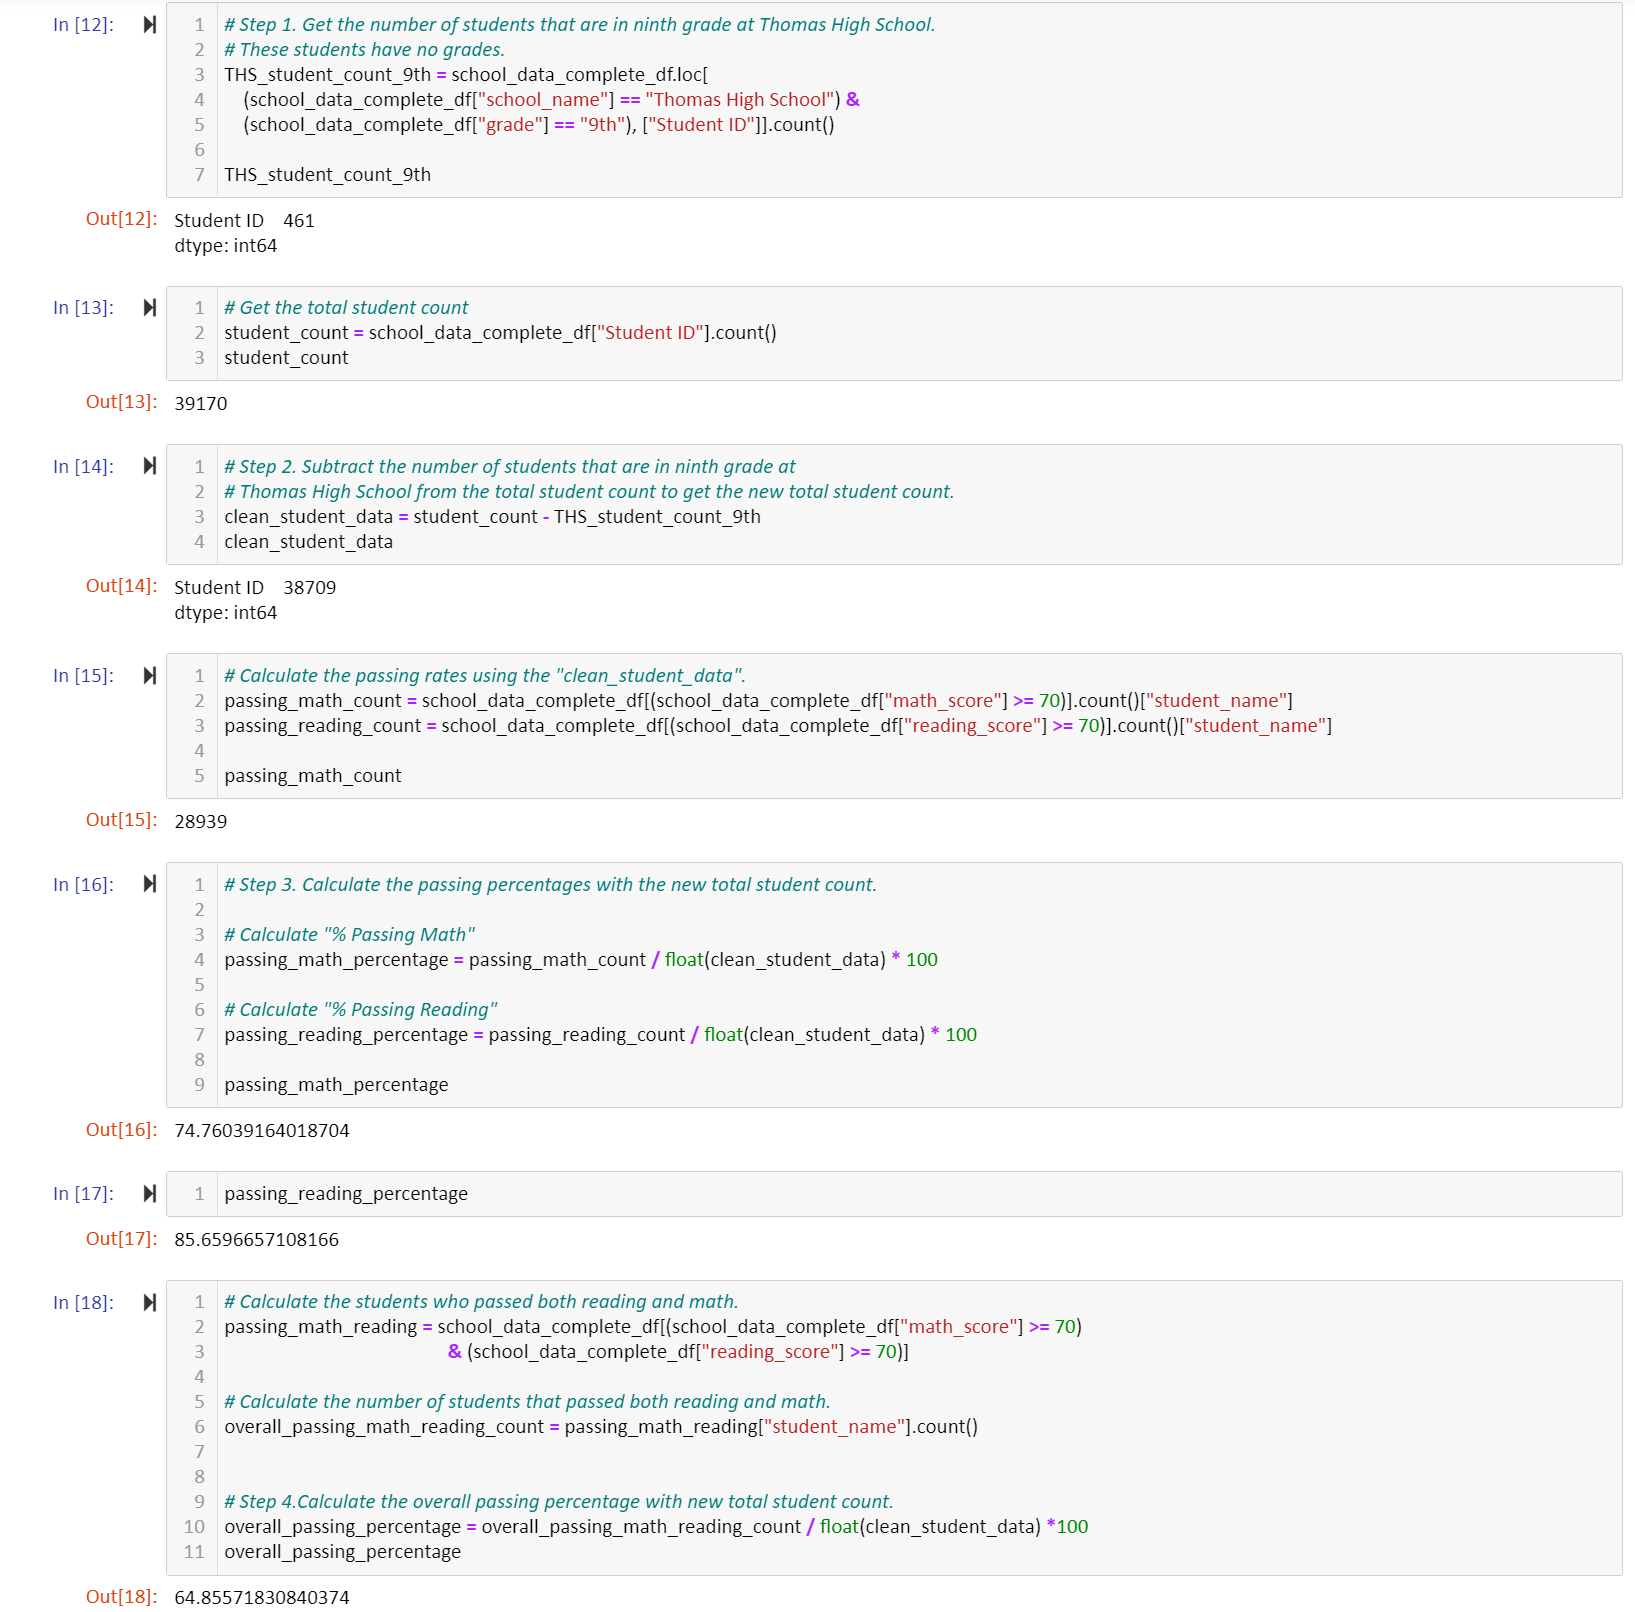 In [12]:
1 # Step 1. Get the number of students that are in ninth grade at Thomas High School.
2 # These students have no grades.
3 THS_student_count_9th = school_data_complete_df.loc[
4     (school_data_complete_df["school_name"] == "Thomas High School") &
5     (school_data_complete_df["grade"] == "9th"), ["Student ID"]].count()
6
7 THS_student_count_9th
Out[12]: Student ID    461
dtype: int64
In [13]:
1 # Get the total student count
2 student_count = school_data_complete_df["Student ID"].count()
3 student_count
Out[13]: 39170
In [14]:
1 # Step 2. Subtract the number of students that are in ninth grade at
2 # Thomas High School from the total student count to get the new total student count.
3 clean_student_data = student_count - THS_student_count_9th
4 clean_student_data
Out[14]: Student ID    38709
dtype: int64
In [15]:
1 # Calculate the passing rates using the "clean_student_data".
2 passing_math_count = school_data_complete_df[(school_data_complete_df["math_score"] >= 70)].count()["student_name"]
3 passing_reading_count = school_data_complete_df[(school_data_complete_df["reading_score"] >= 70)].count()["student_name"]
4
5 passing_math_count
Out[15]: 28939
In [16]:
1 # Step 3. Calculate the passing percentages with the new total student count.
2
3 # Calculate "% Passing Math"
4 passing_math_percentage = passing_math_count / float(clean_student_data) * 100
5
6 # Calculate "% Passing Reading"
7 passing_reading_percentage = passing_reading_count / float(clean_student_data) * 100
8
9 passing_math_percentage
Out[16]: 74.76039164018704
In [17]:
1 passing_reading_percentage
Out[17]: 85.6596657108166
In [18]:
1 # Calculate the students who passed both reading and math.
2 passing_math_reading = school_data_complete_df[(school_data_complete_df["math_score"] >= 70)
3                                                & (school_data_complete_df["reading_score"] >= 70)]
4
5 # Calculate the number of students that passed both reading and math.
6 overall_passing_math_reading_count = passing_math_reading["student_name"].count()
7
8
9 # Step 4.Calculate the overall passing percentage with new total student count.
10 overall_passing_percentage = overall_passing_math_reading_count / float(clean_student_data) *100
11 overall_passing_percentage
Out[18]: 64.85571830840374